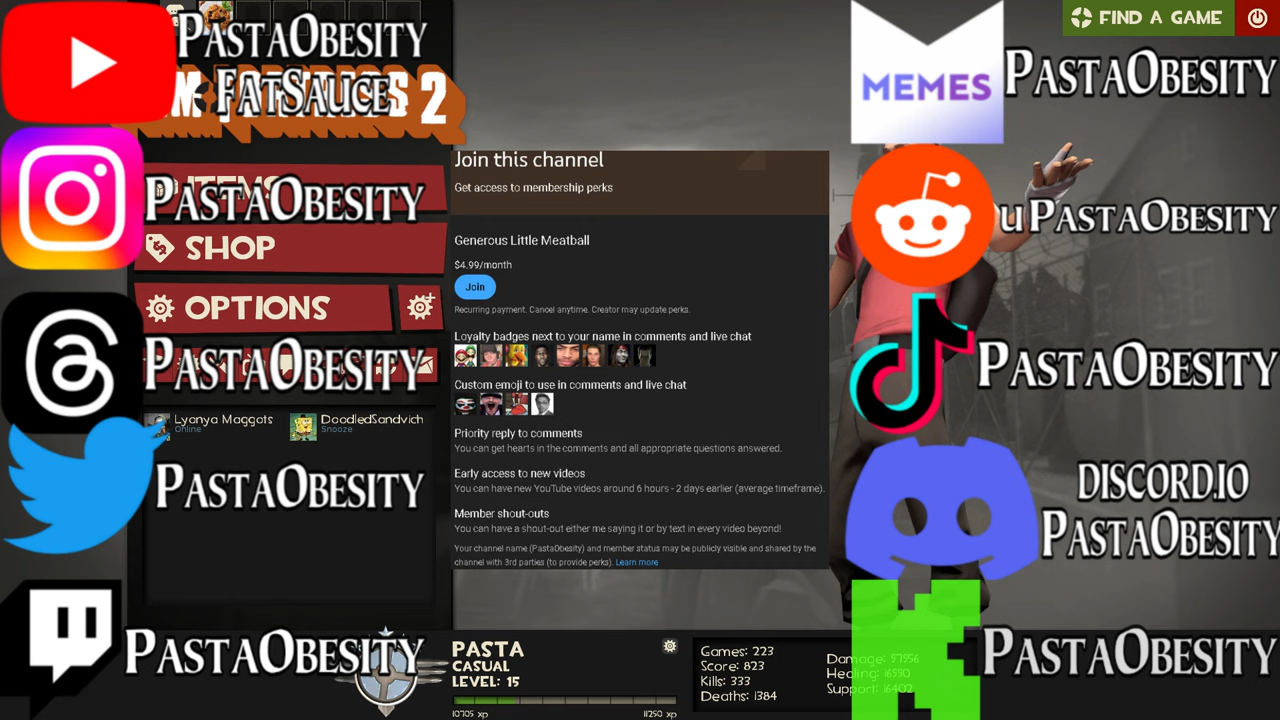 PASTAOBESITY
FATSAUCES
S 2
PASTAOBESITY
SHOP
OPTIONS
PASTAOBESITY
Lyonya Maggots
Online
DoodledSandvich
Snooze
PASTAOBESITY
PASTAOBESITY
Join this channel
Get access to membership perks
Generous Little Meatball
$4.99/month
Join
Recurring payment. Cancel anytime. Creator may update perks.
Loyalty badges next to your name in comments and live chat
Custom emoji to use in comments and live chat
Priority reply to comments
You can get hearts in the comments and all appropriate questions answered.
Early access to new videos
You can have new YouTube videos around 6 hours - 2 days earlier (average timeframe).
Member shout-outs
You can have a shout-out either me saying it or by text in every video beyond!
Your channel name (PastaObesity) and member status may be publicly visible and shared by the
channel with 3rd parties (to provide perks). Learn more
PASTA
CASUAL
LEVEL: 15
10705 xp
11250 xp
Games: 223
Score: 823
Kills: 333
Deaths: 1384
Damage: 97956
Healing: 16990
Support: 16402
FIND A GAME
MEMES
PASTAOBESITY
u PASTAOBESITY
PASTAOBESITY
DISCORD.IO
PASTAOBESITY
PASTAOBESITY